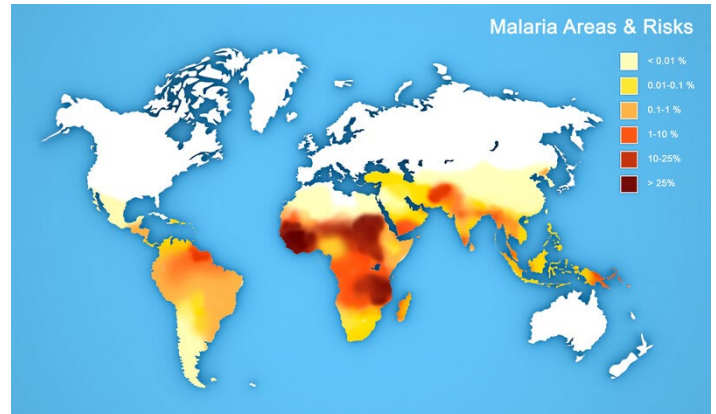 Malaria Areas & Risks
< 0.01 %
0.01-0.1 %
0.1-1 %
1-10 %
10-25%
> 25%